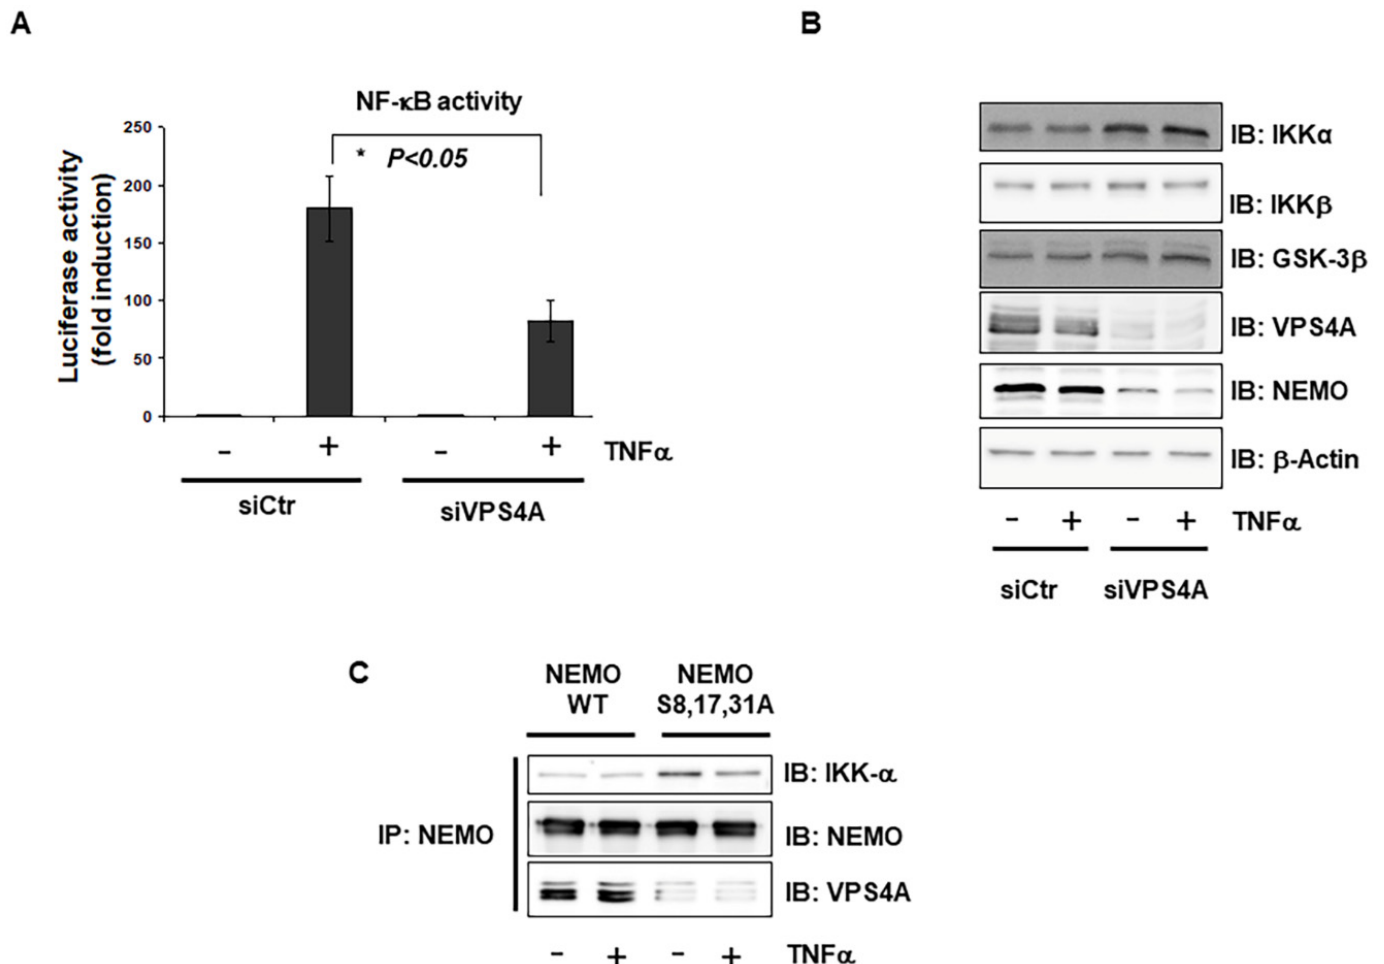 A
NF-κB activity
* P<0.05
Luciferase activity
(fold induction)
250
200
150
100
50
0
- + - + TNFα
siCtr siVPS4A
B
IB: IKKα
IB: IKKβ
IB: GSK-3β
IB: VPS4A
IB: NEMO
IB: β-Actin
- + - + TNFα
siCtr siVPS4A
C
NEMO NEMO
WT S8,17,31A
IB: IKK-α
IP: NEMO IB: NEMO
IB: VPS4A
- + - + TNFα